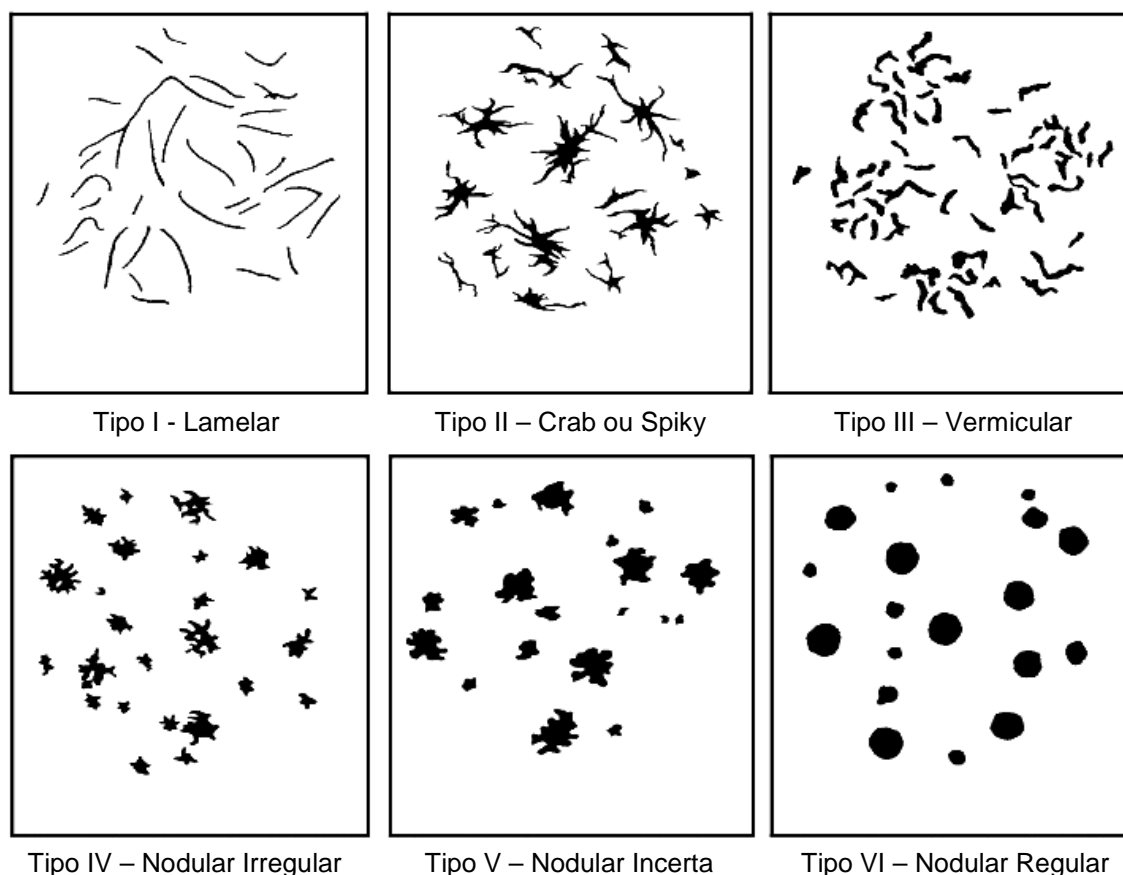 Tipo I - Lamelar
Tipo II – Crab ou Spiky
Tipo III – Vermicular
Tipo IV – Nodular Irregular
Tipo V – Nodular Incerta
Tipo VI – Nodular Regular